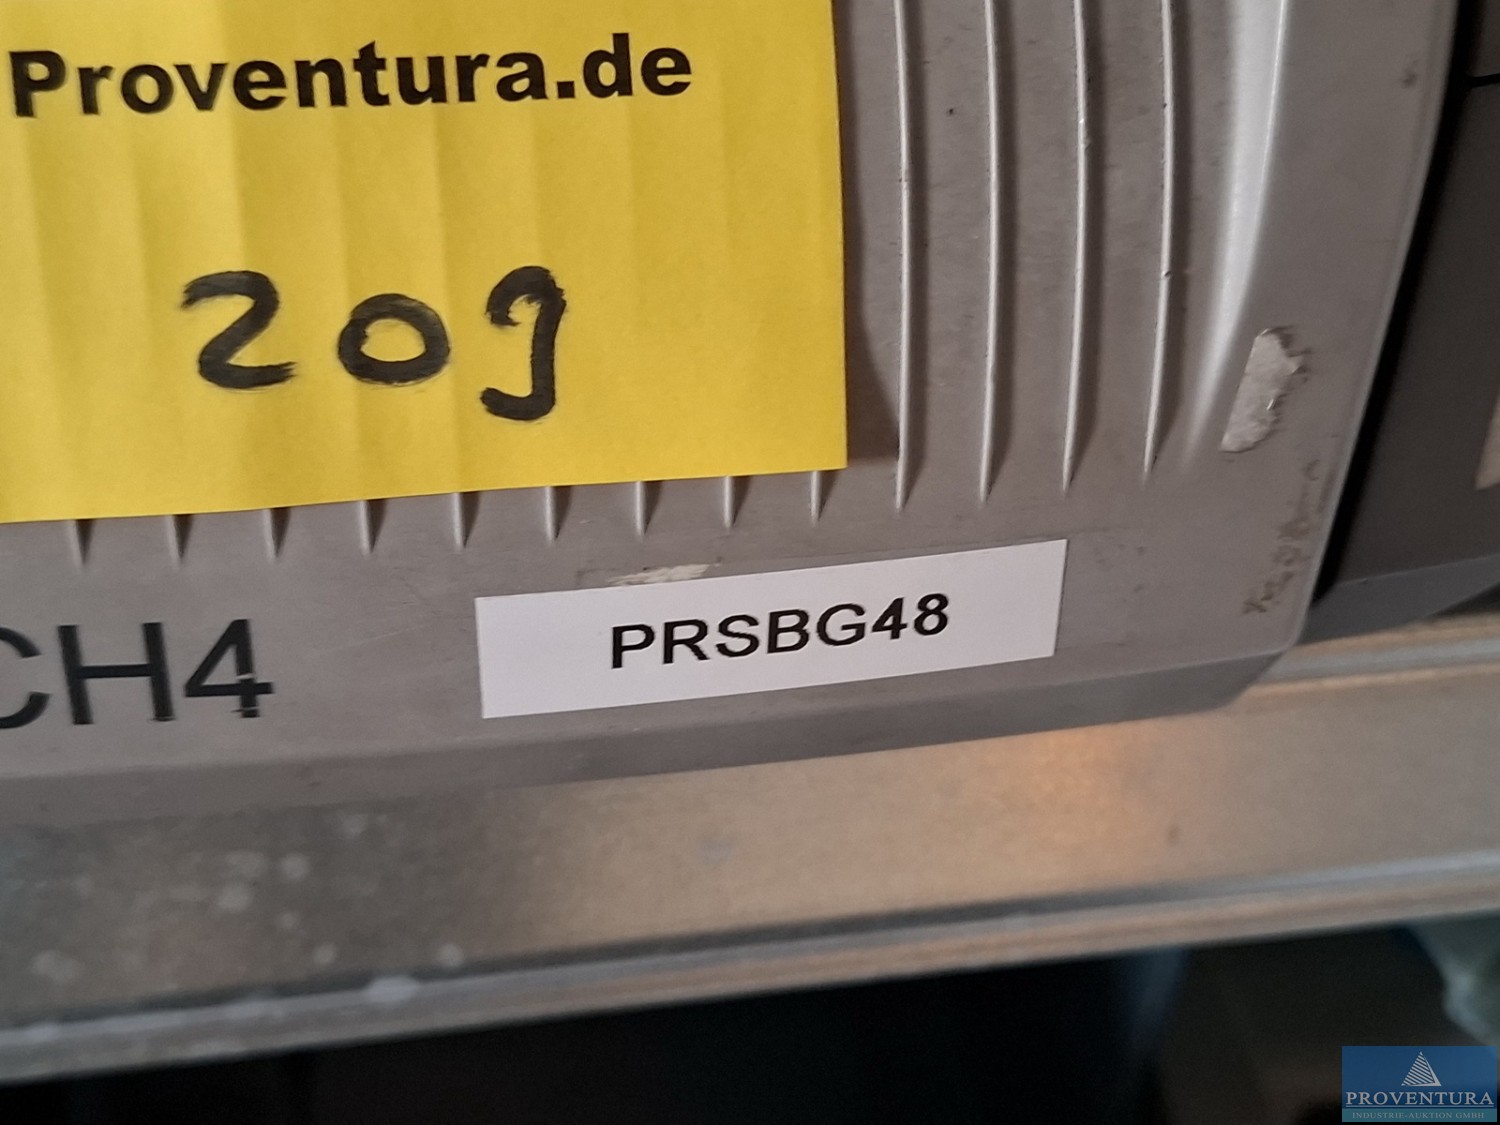 Proventura.de
209
CH4
PRSBG48
PROVENTURA
INDUSTRIE-AUKTION GMBH